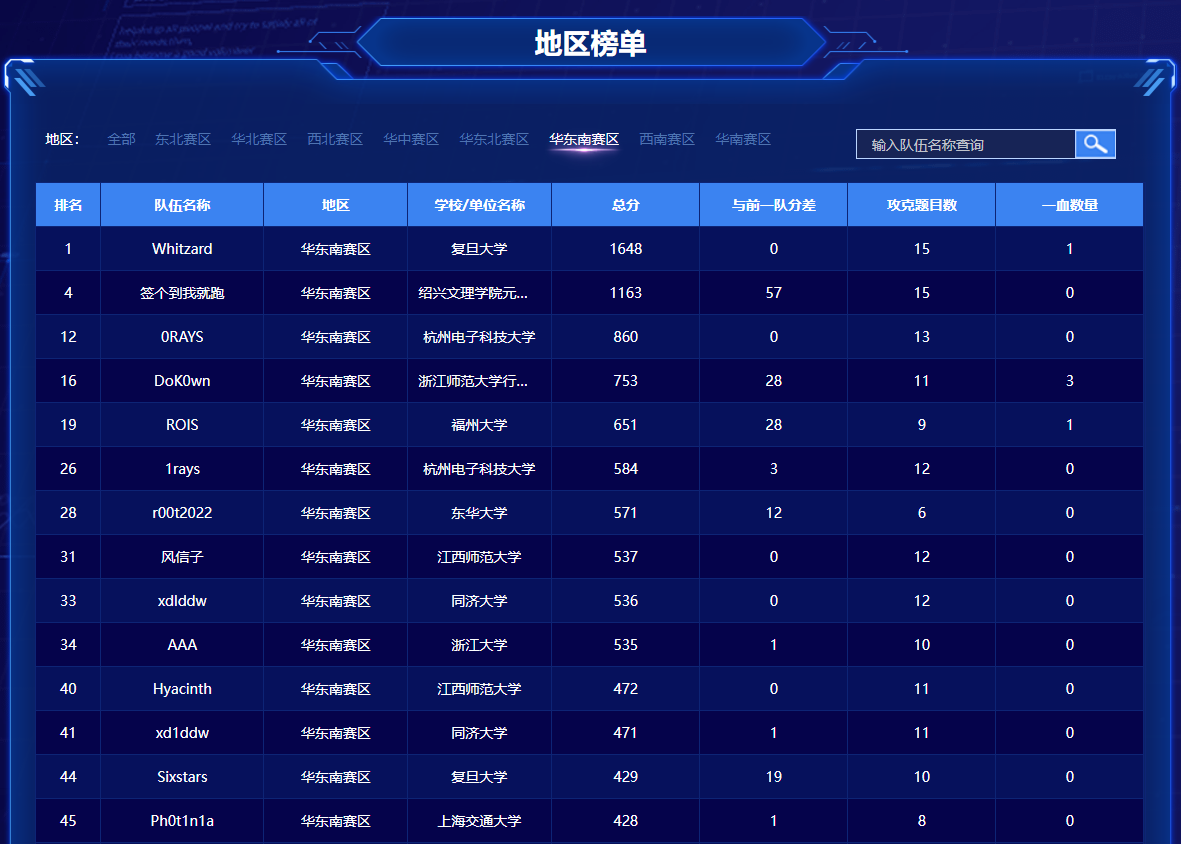 地区榜单
地区： 全部 东北赛区 华北赛区 西北赛区 华中赛区 华东北赛区 华东南赛区 西南赛区 华南赛区 输入队伍名称查询
排名 队伍名称 地区 学校/单位名称 总分 与前一队分差 攻克题目数 一血数量
1 Whitzard 华东南赛区 复旦大学 1648 0 15 1
4 签个到我就跑 华东南赛区 绍兴文理学院元... 1163 57 15 0
12 0RAYS 华东南赛区 杭州电子科技大学 860 0 13 0
16 DoK0wn 华东南赛区 浙江师范大学行... 753 28 11 3
19 ROIS 华东南赛区 福州大学 651 28 9 1
26 1rays 华东南赛区 杭州电子科技大学 584 3 12 0
28 r00t2022 华东南赛区 东华大学 571 12 6 0
31 风信子 华东南赛区 江西师范大学 537 0 12 0
33 xdlddw 华东南赛区 同济大学 536 0 12 0
34 AAA 华东南赛区 浙江大学 535 1 10 0
40 Hyacinth 华东南赛区 江西师范大学 472 0 11 0
41 xd1ddw 华东南赛区 同济大学 471 1 11 0
44 Sixstars 华东南赛区 复旦大学 429 19 10 0
45 Ph0t1n1a 华东南赛区 上海交通大学 428 1 8 0